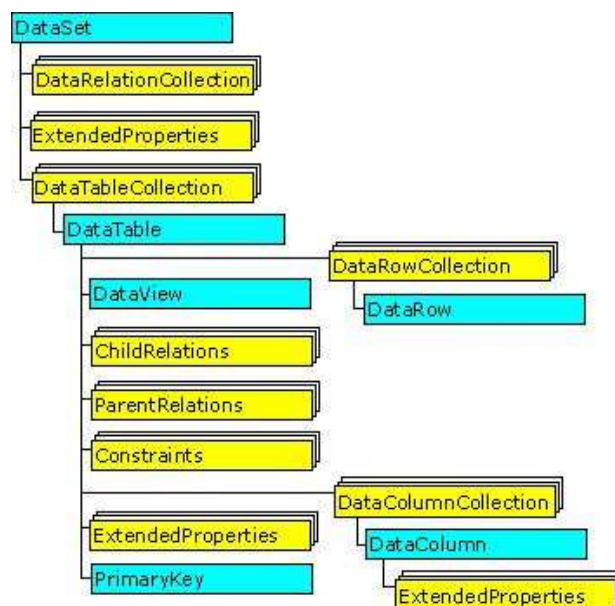 DataSet
DataRelationCollection
ExtendedProperties
DataTableCollection
DataTable
DataRowCollection
DataRow
DataView
ChildRelations
ParentRelations
Constraints
DataColumnCollection
DataColumn
ExtendedProperties
ExtendedProperties
PrimaryKey